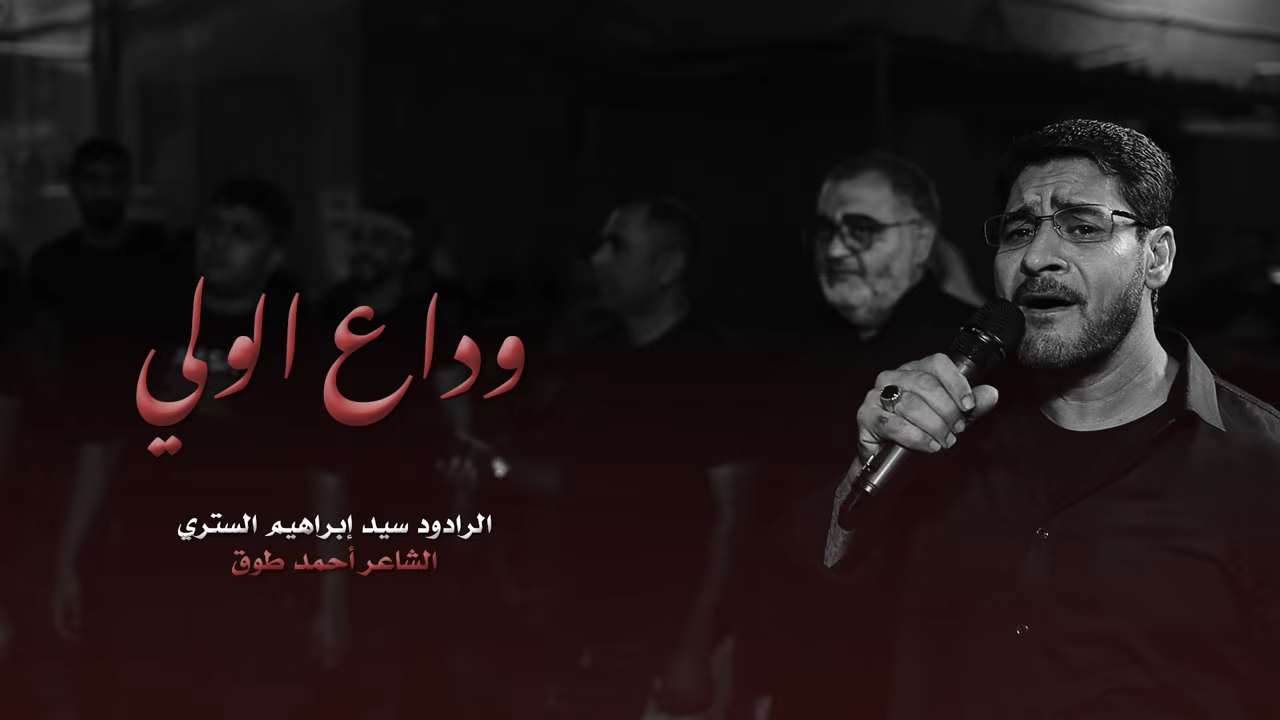 وداع الولي
الرادود سيد إبراهيم الستري
الشاعر أحمد طوق